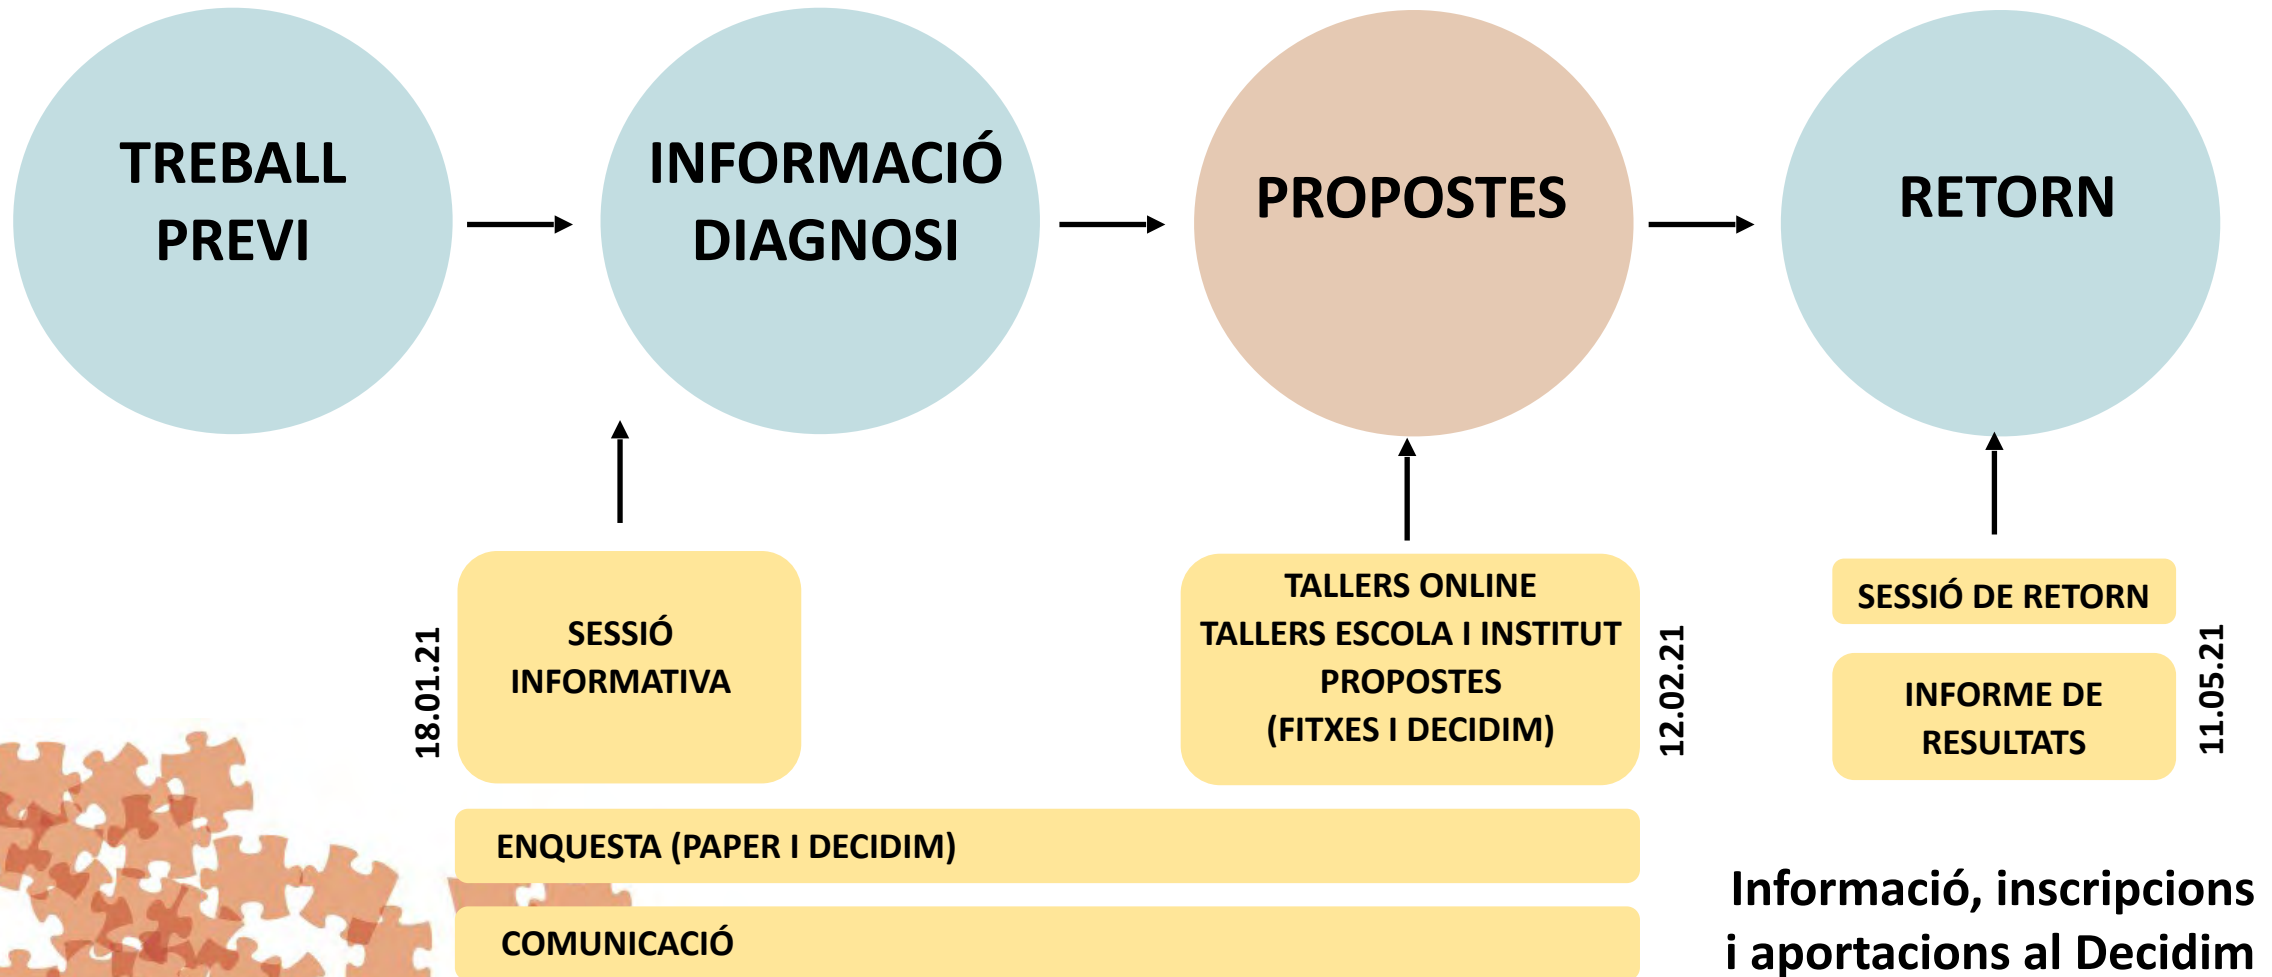 TREBALL
PREVI
INFORMACIÓ
DIAGNOSI
PROPOSTES
RETORN
18.01.21
SESSIÓ
INFORMATIVA
TALLERS ONLINE
TALLERS ESCOLA I INSTITUT
PROPOSTES
(FITXES I DECIDIM)
12.02.21
SESSIÓ DE RETORN
INFORME DE
RESULTATS
11.05.21
ENQUESTA (PAPER I DECIDIM)
COMUNICACIÓ
Informació, inscripcions
i aportacions al Decidim